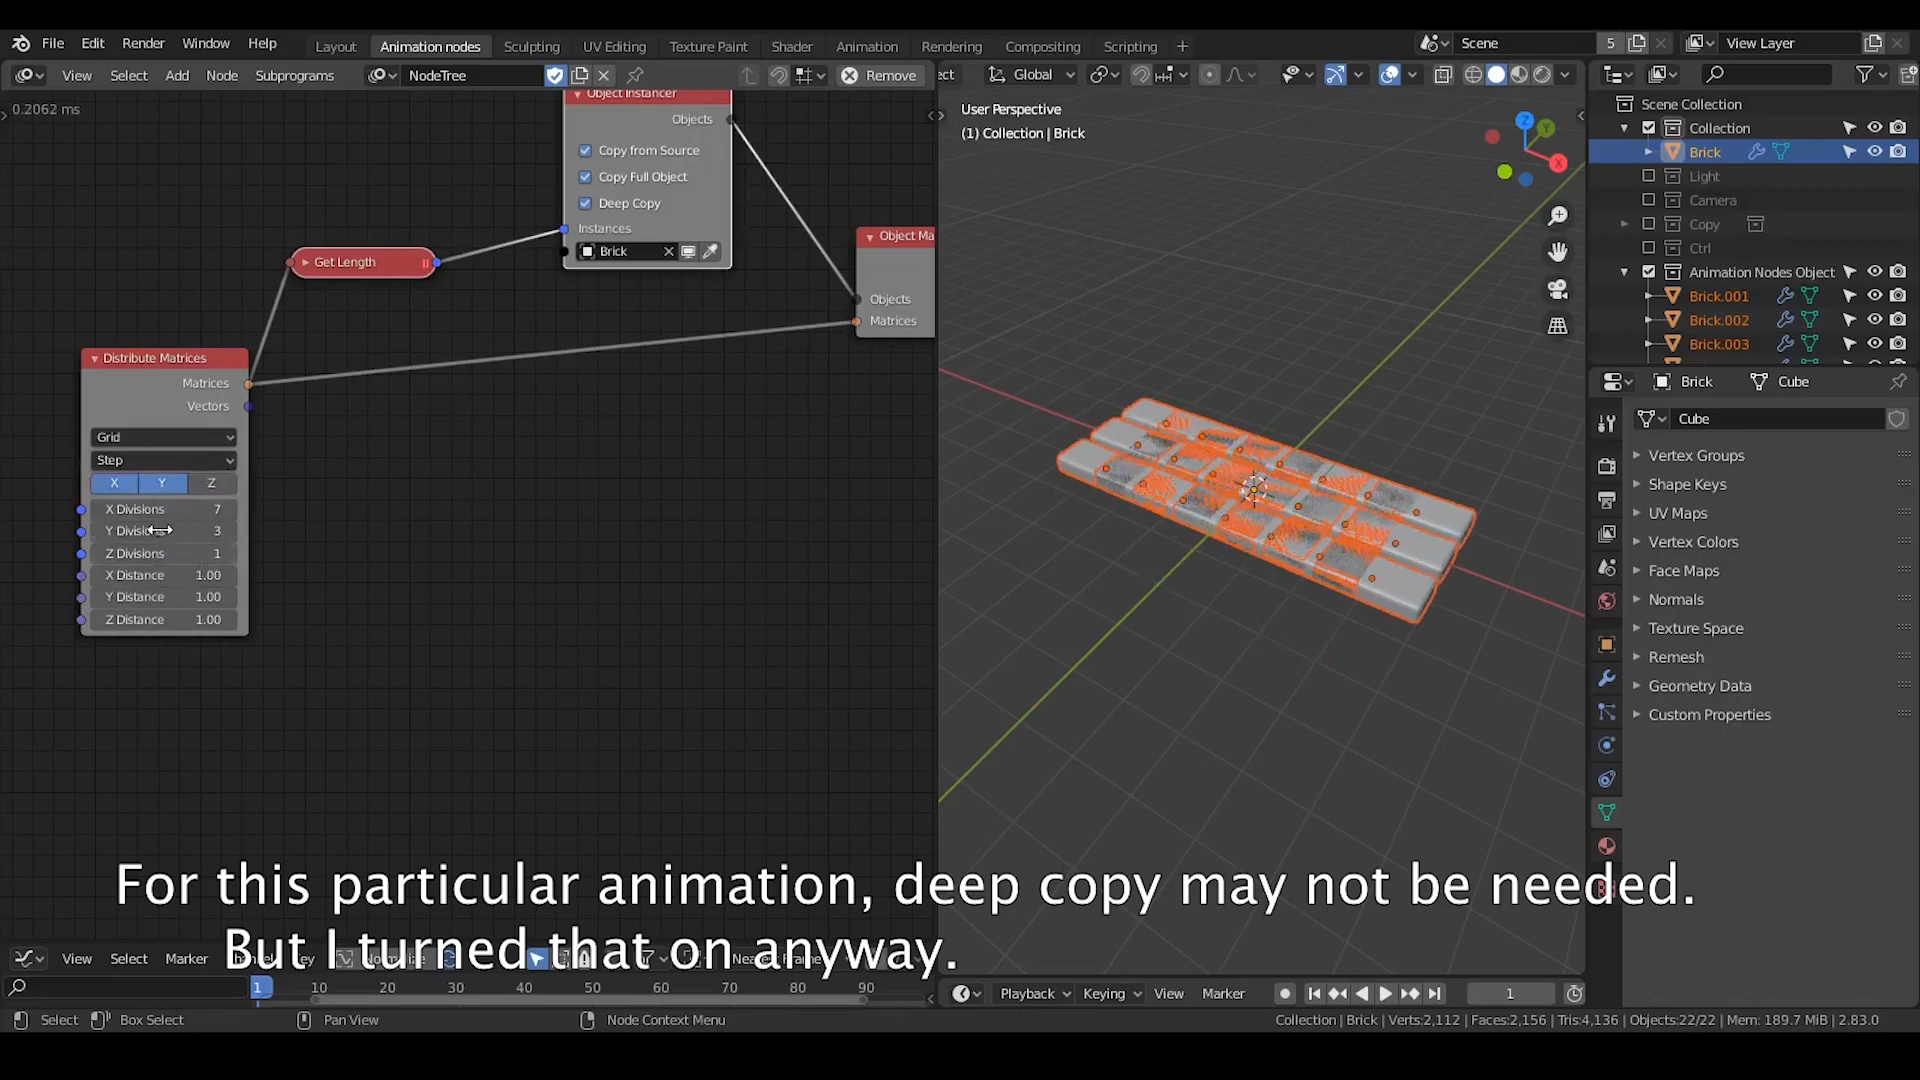 File Edit Render Window Help Layout Animation nodes Sculpting UV Editing Texture Paint Shader Animation Rendering Compositing Scripting + Scene 5 View Layer
View Select Add Node Subprograms NodeTree Remove
Global
0.2062 ms
Object Instancer
Objects
Copy from Source
Copy Full Object
Deep Copy
Instances
Brick
Get Length
Object Ma
Objects
Matrices
Distribute Matrices
Matrices
Vectors
Grid
Step
X Y Z
X Divisions 7
3
Z Divisions 1
X Distance 1.00
Y Distance 1.00
Z Distance 1.00
User Perspective
(1) Collection | Brick
Z
Y
X
Scene Collection
Collection
Brick
Light
Camera
Copy
Ctrl
Animation Nodes Object
Brick.001
Brick.002
Brick.003
Brick Cube
Cube
Vertex Groups
Shape Keys
UV Maps
Vertex Colors
Face Maps
Normals
Texture Space
Remesh
Geometry Data
Custom Properties
For this particular animation, deep copy may not be needed.
But I turned that on anyway.
View Select Marker
1 10 20 30 40 50 60 70 80 90
Playback Keying View Marker 1
Select Box Select Pan View Node Context Menu
Collection | Brick | Verts:2,112 | Faces:2,156 | Tris:4,136 | Objects:22/22 | Mem: 189.7 MiB | 2.83.0